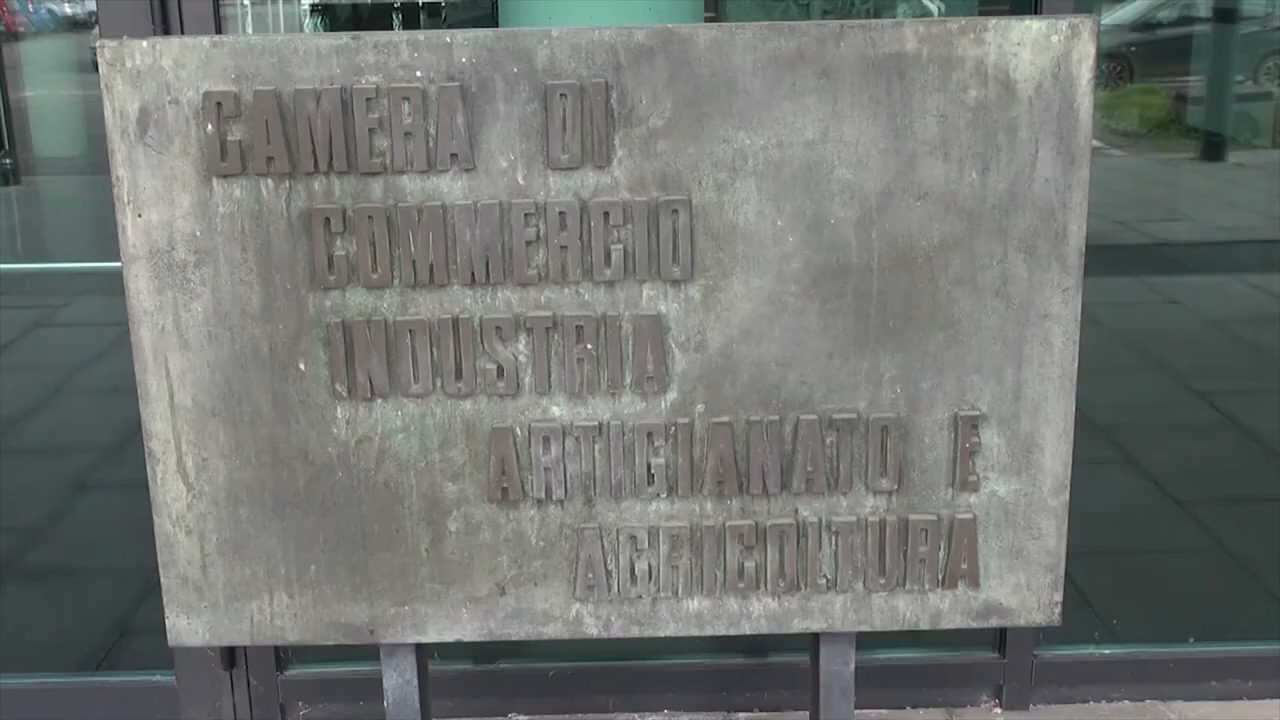 CAMERA DI
COMMERCIO
INDUSTRIA
ARTIGIANATO E
AGRICOLTURA